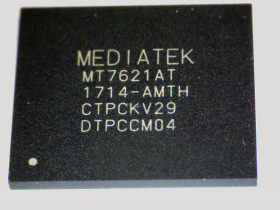 MEDIATEK
MT7621AT
1714-AMTH
CTPCKV29
DTPCCM04